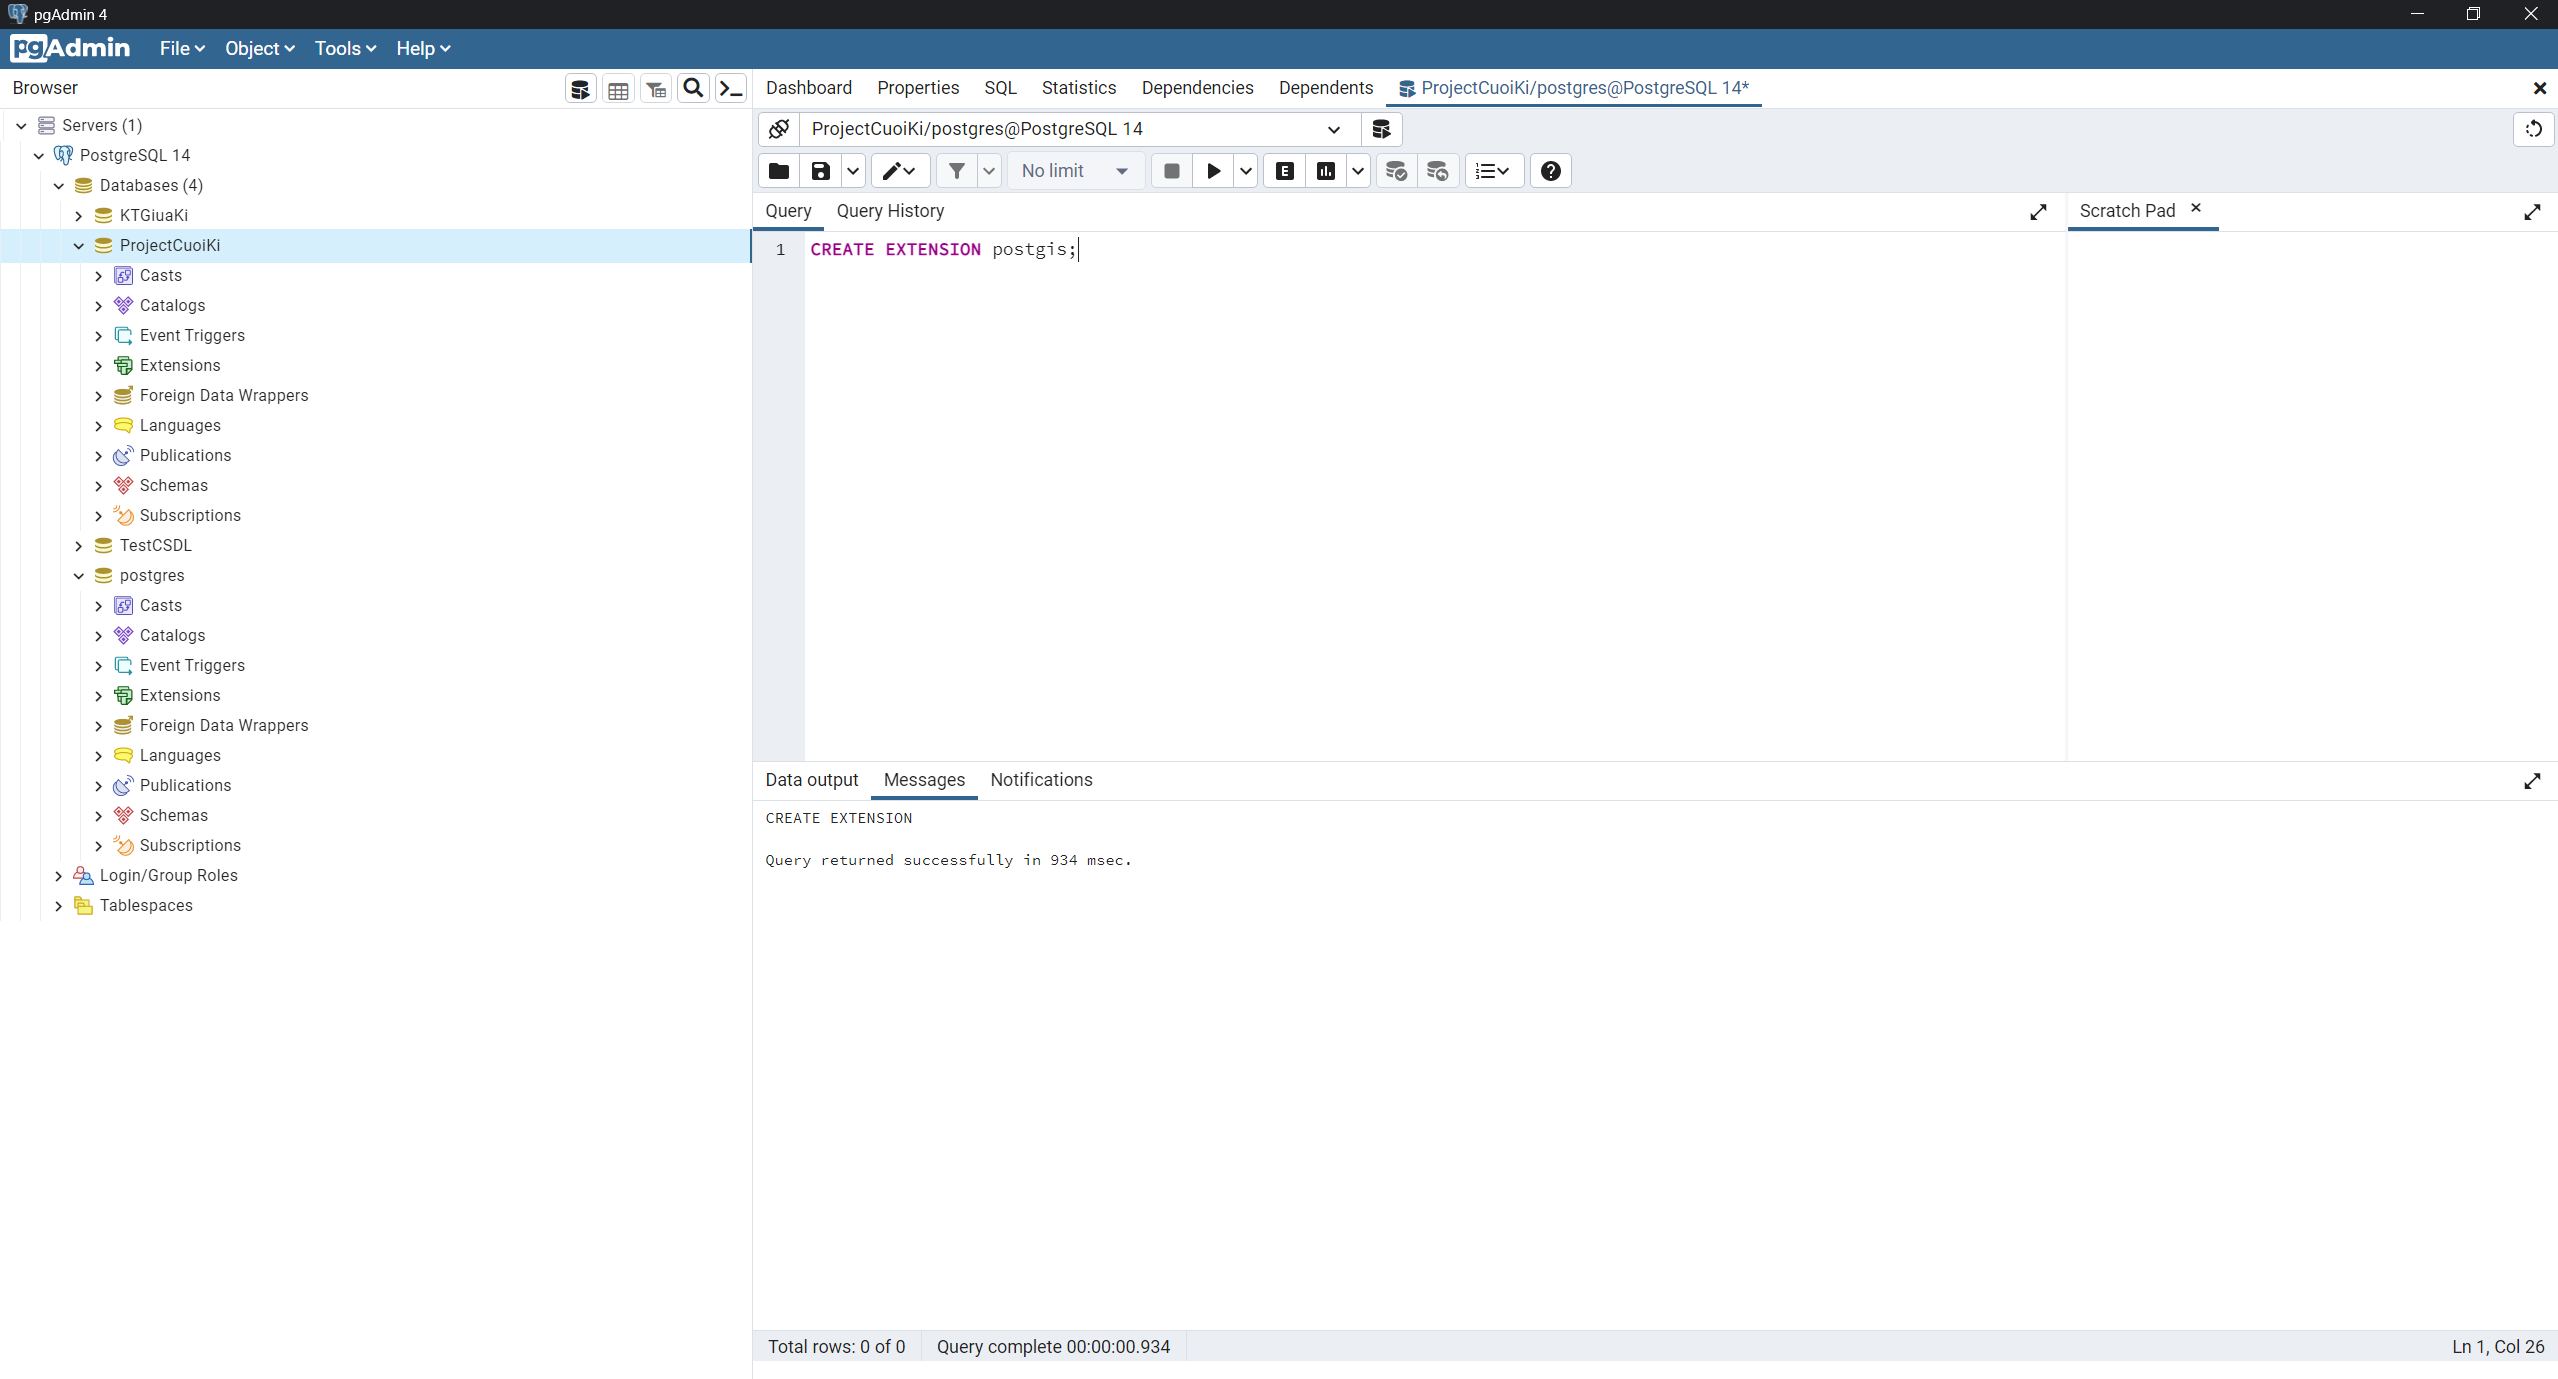 pgAdmin 4
pgAdmin File Object Tools Help
Browser
Servers (1)
PostgreSQL 14
Databases (4)
KTGiuaKi
ProjectCuoiKi
Casts
Catalogs
Event Triggers
Extensions
Foreign Data Wrappers
Languages
Publications
Schemas
Subscriptions
TestCSDL
postgres
Casts
Catalogs
Event Triggers
Extensions
Foreign Data Wrappers
Languages
Publications
Schemas
Subscriptions
Login/Group Roles
Tablespaces
Dashboard Properties SQL Statistics Dependencies Dependents ProjectCuoiKi/postgres@PostgreSQL 14*
ProjectCuoiKi/postgres@PostgreSQL 14
No limit E
Query Query History Scratch Pad
1 CREATE EXTENSION postgis;
Data output Messages Notifications
CREATE EXTENSION
Query returned successfully in 934 msec.
Total rows: 0 of 0 Query complete 00:00:00.934 Ln 1, Col 26